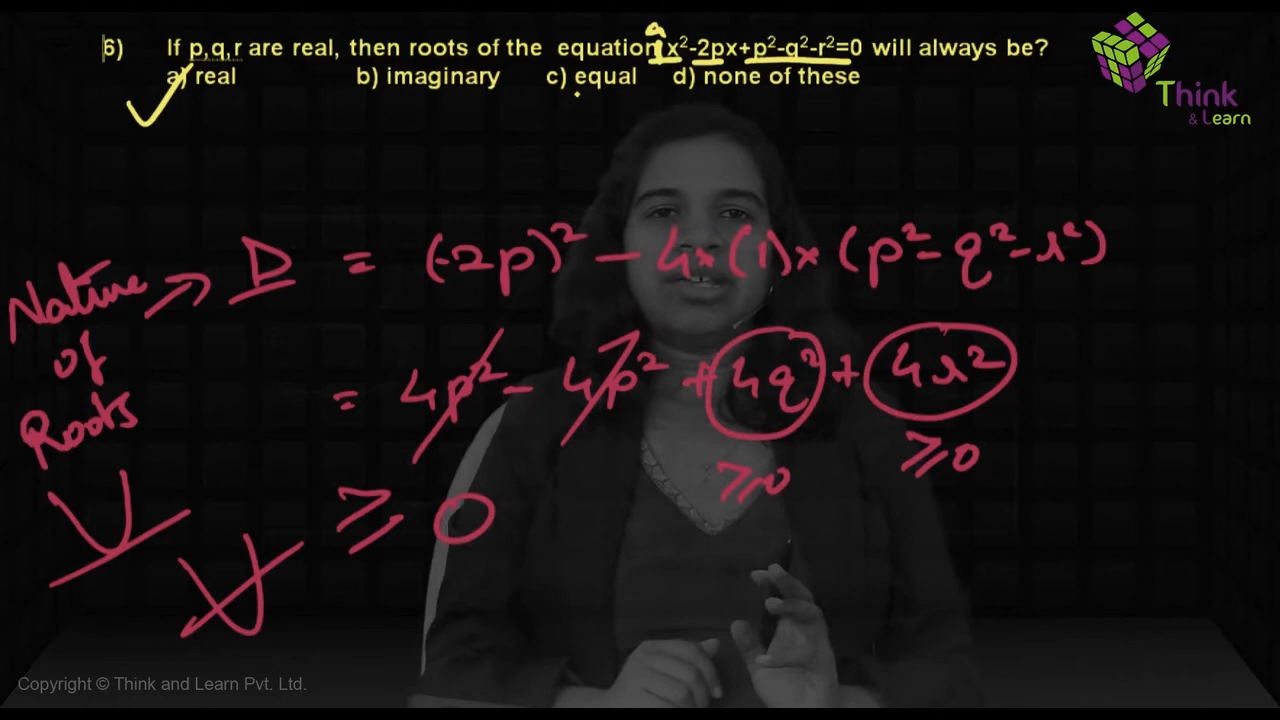 6) If p,q,r are real, then roots of the equation 1x²-2px+p²-q²-r²=0 will always be?
a
a) real b) imaginary c) equal d) none of these
Think
& Learn
Nature of Roots → D = (-2p)² - 4×(1)×(p²-q²-r²)
= 4p² - 4p² + 4q² + 4r²
≥0 ≥0
≥ 0
Copyright © Think and Learn Pvt. Ltd.